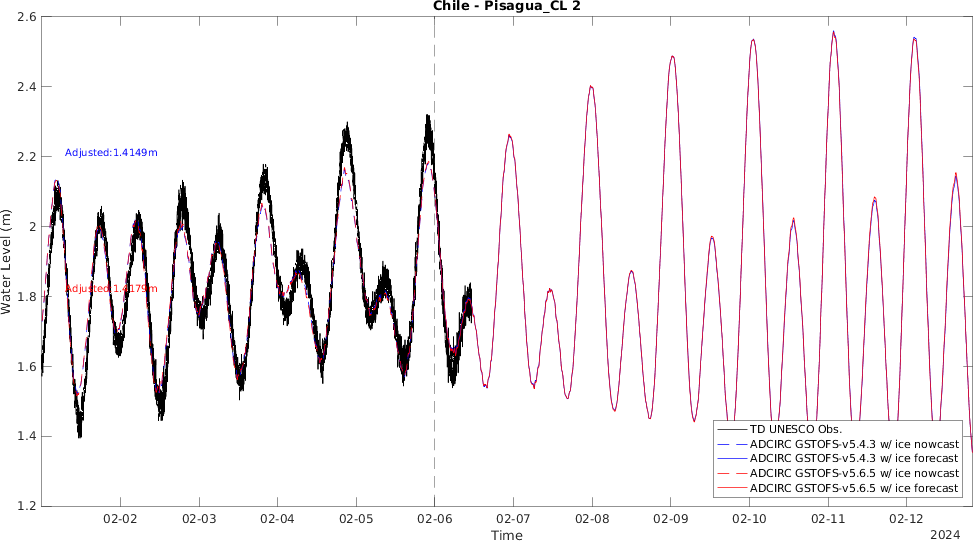 Chile - Pisagua_CL 2
2.6
2.4
2.2
2
1.8
1.6
1.4
1.2
Water Level (m)
Adjusted:1.4149m
Adjusted:1.4179m
TD UNESCO Obs.
ADCIRC GSTOFS-v5.4.3 w/ ice nowcast
ADCIRC GSTOFS-v5.4.3 w/ ice forecast
ADCIRC GSTOFS-v5.6.5 w/ ice nowcast
ADCIRC GSTOFS-v5.6.5 w/ ice forecast
02-02 02-03 02-04 02-05 02-06 02-07 02-08 02-09 02-10 02-11 02-12
Time
2024